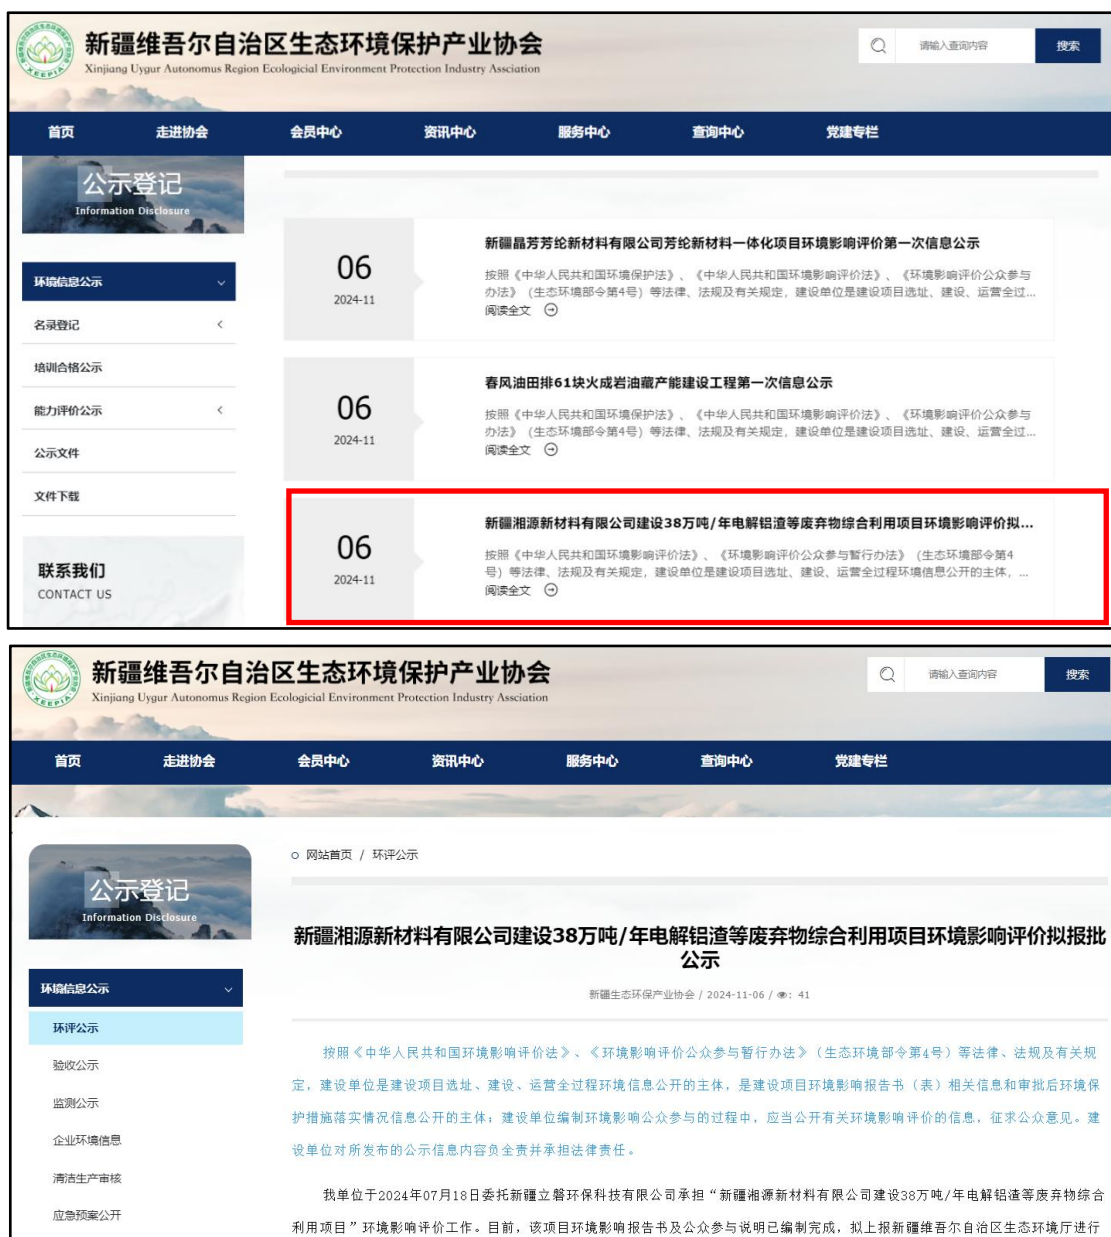 新疆维吾尔自治区生态环境保护产业协会
Xinjiang Uygur Autonomus Region Ecologicial Environment Protection Industry Assciation
请输入查询内容
搜索
首页 走进协会 会员中心 资讯中心 服务中心 查询中心 党建专栏
公示登记
Information Disclosure
环境信息公示
名录登记
培训合格公示
能力评价公示
公示文件
文件下载
联系我们
CONTACT US
06
2024-11
新疆晶芳芳纶新材料有限公司芳纶新材料一体化项目环境影响评价第一次信息公示
按照《中华人民共和国环境保护法》、《中华人民共和国环境影响评价法》、《环境影响评价公众参与
办法》（生态环境部令第4号）等法律、法规及有关规定，建设单位是建设项目选址、建设、运营全过...
阅读全文
06
2024-11
春风油田排61块火成岩油藏产能建设工程第一次信息公示
按照《中华人民共和国环境保护法》、《中华人民共和国环境影响评价法》、《环境影响评价公众参与
办法》（生态环境部令第4号）等法律、法规及有关规定，建设单位是建设项目选址、建设、运营全过...
阅读全文
06
2024-11
新疆湘源新材料有限公司建设38万吨/年电解铝渣等废弃物综合利用项目环境影响评价拟...
按照《中华人民共和国环境影响评价法》、《环境影响评价公众参与暂行办法》（生态环境部令第4
号）等法律、法规及有关规定，建设单位是建设项目选址、建设、运营全过程环境信息公开的主体，...
阅读全文
新疆维吾尔自治区生态环境保护产业协会
Xinjiang Uygur Autonomus Region Ecologicial Environment Protection Industry Assciation
请输入查询内容
搜索
首页 走进协会 会员中心 资讯中心 服务中心 查询中心 党建专栏
公示登记
Information Disclosure
环境信息公示
环评公示
验收公示
监测公示
企业环境信息
清洁生产审核
应急预案公开
网站首页 / 环评公示
新疆湘源新材料有限公司建设38万吨/年电解铝渣等废弃物综合利用项目环境影响评价拟报批
公示
新疆生态环保产业协会 / 2024-11-06 / : 41
按照《中华人民共和国环境影响评价法》、《环境影响评价公众参与暂行办法》（生态环境部令第4号）等法律、法规及有关规
定，建设单位是建设项目选址、建设、运营全过程环境信息公开的主体，是建设项目环境影响报告书（表）相关信息和审批后环境保
护措施落实情况信息公开的主体；建设单位编制环境影响公众参与的过程中，应当公开有关环境影响评价的信息，征求公众意见。建
设单位对所发布的公示信息内容负全责并承担法律责任。
我单位于2024年07月18日委托新疆立磐环保科技有限公司承担“新疆湘源新材料有限公司建设38万吨/年电解铝渣等废弃物综合
利用项目”环境影响评价工作。目前，该项目环境影响报告书及公众参与说明已编制完成，拟上报新疆维吾尔自治区生态环境厅进行